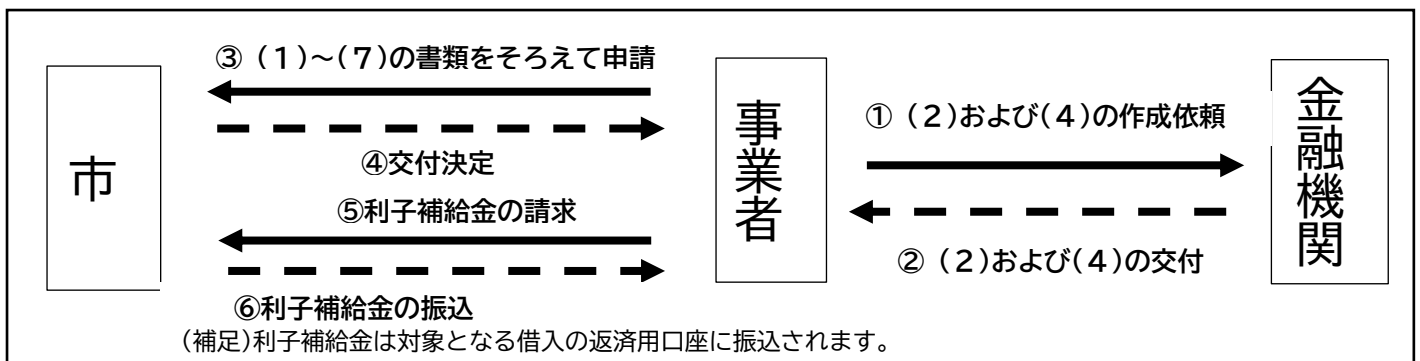 ③（１）～（７）の書類をそろえて申請
市
④交付決定
⑤利子補給金の請求
⑥利子補給金の振込
（補足）利子補給金は対象となる借入の返済用口座に振込されます。
事業者
①（２）および（４）の作成依頼
②（２）および（４）の交付
金融機関